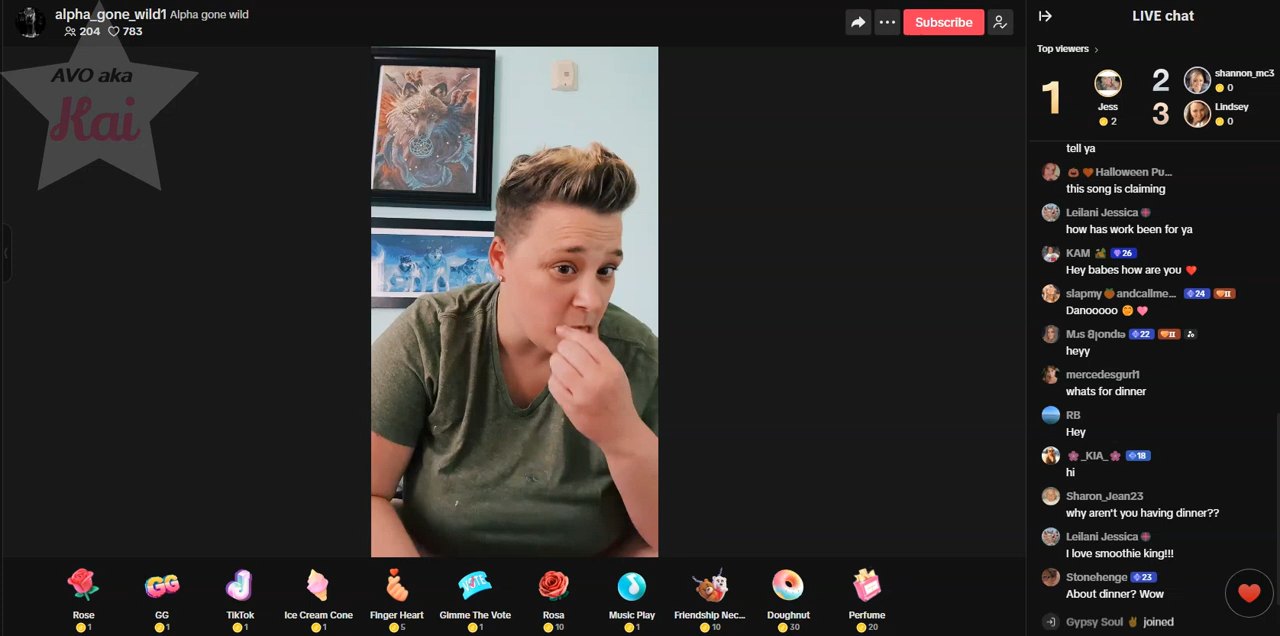 alpha_gone_wild1 Alpha gone wild
204 783
Subscribe
AVO aka
Kai
LIVE chat
Top viewers
1
Jess
2
2
shannon_mc3
0
3
Lindsey
0
tell ya
Halloween Pu...
this song is claiming
Leilani Jessica
how has work been for ya
KAM 26
Hey babes how are you
slapmy andcallme... 24 II
Danooooo
22 II
heyy
mercedesgurl1
whats for dinner
RB
Hey
_KIA_ 18
hi
Sharon_Jean23
why aren't you having dinner??
Leilani Jessica
I love smoothie king!!!
Stonehenge 23
About dinner? Wow
Gypsy Soul joined
GG
VOTE
Rose
GG
TikTok
Ice Cream Cone
Finger Heart
Gimme The Vote
Rosa
Music Play
Friendship Nec...
Doughnut
Perfume
1
1
1
1
5
1
10
1
10
30
20